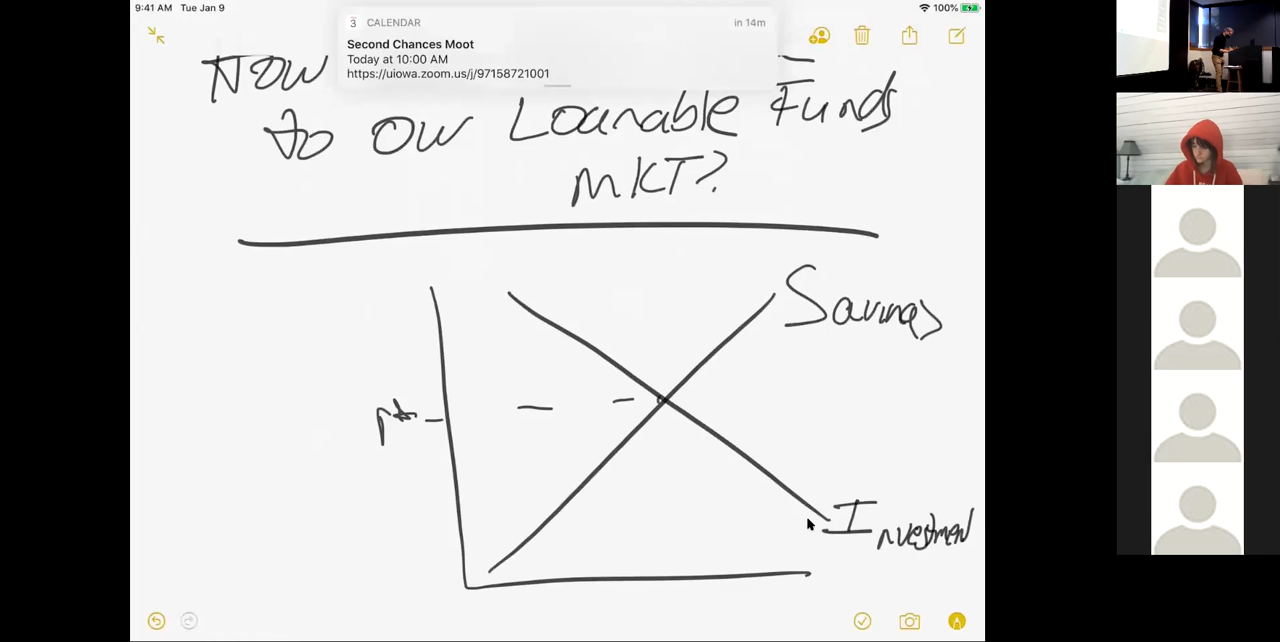 9:41 AM Tue Jan 9
100%
3 CALENDAR in 14m
Second Chances Moot
Today at 10:00 AM
https://uiowa.zoom.us/j/97158721001
Now
to our Loanable Funds
MKT?
Savings
Investment